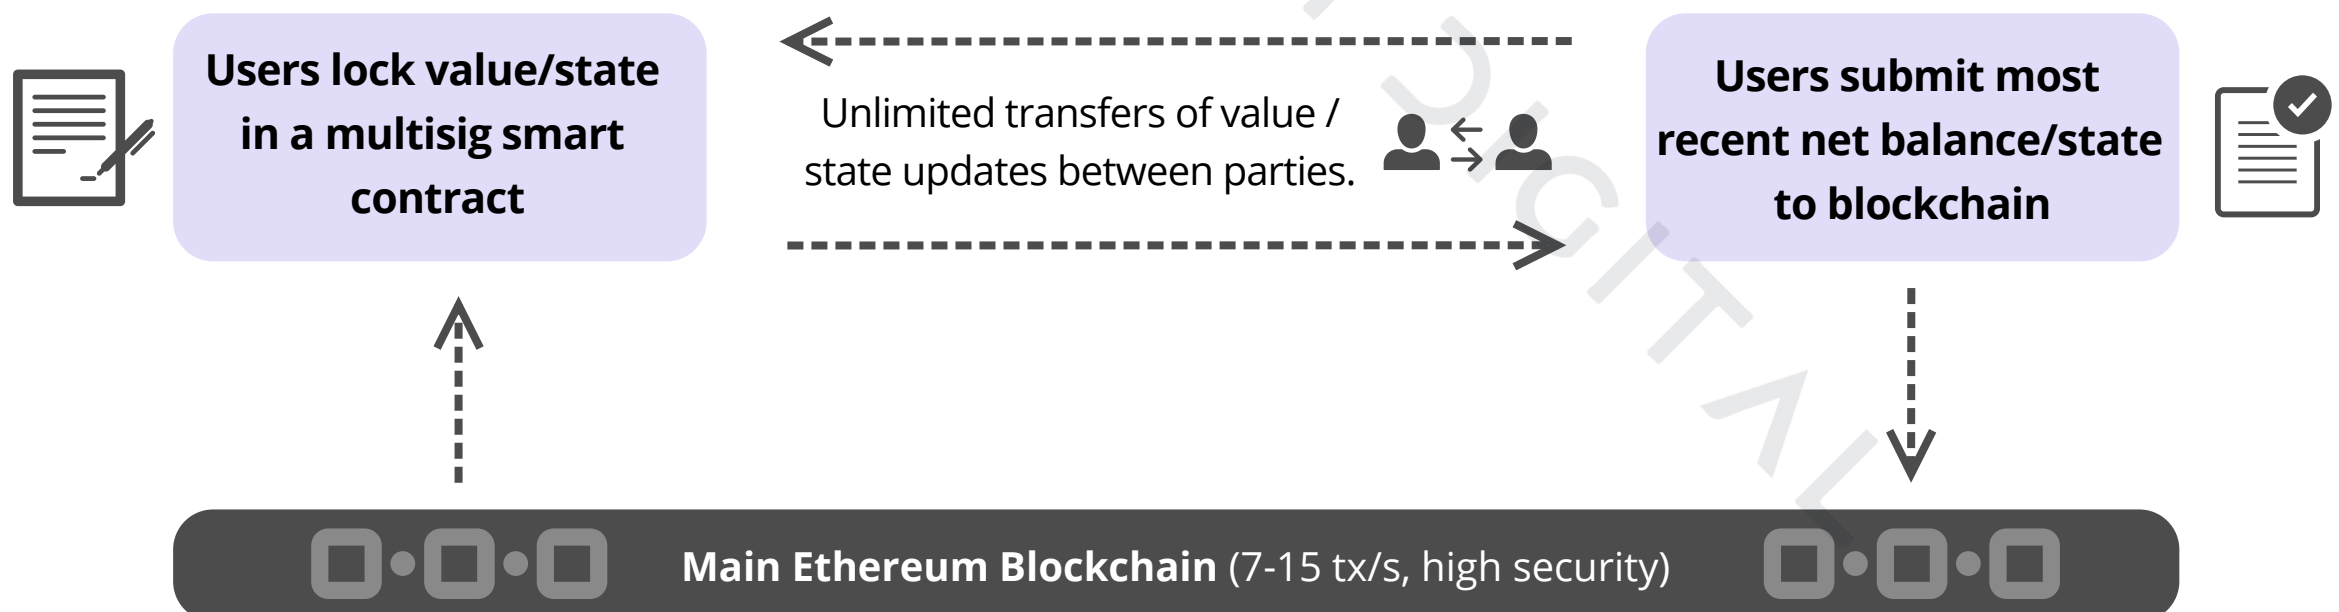 Users lock value/state
in a multisig smart
contract
Unlimited transfers of value /
state updates between parties.
Users submit most
recent net balance/state
to blockchain
Main Ethereum Blockchain (7-15 tx/s, high security)
DIGITAL